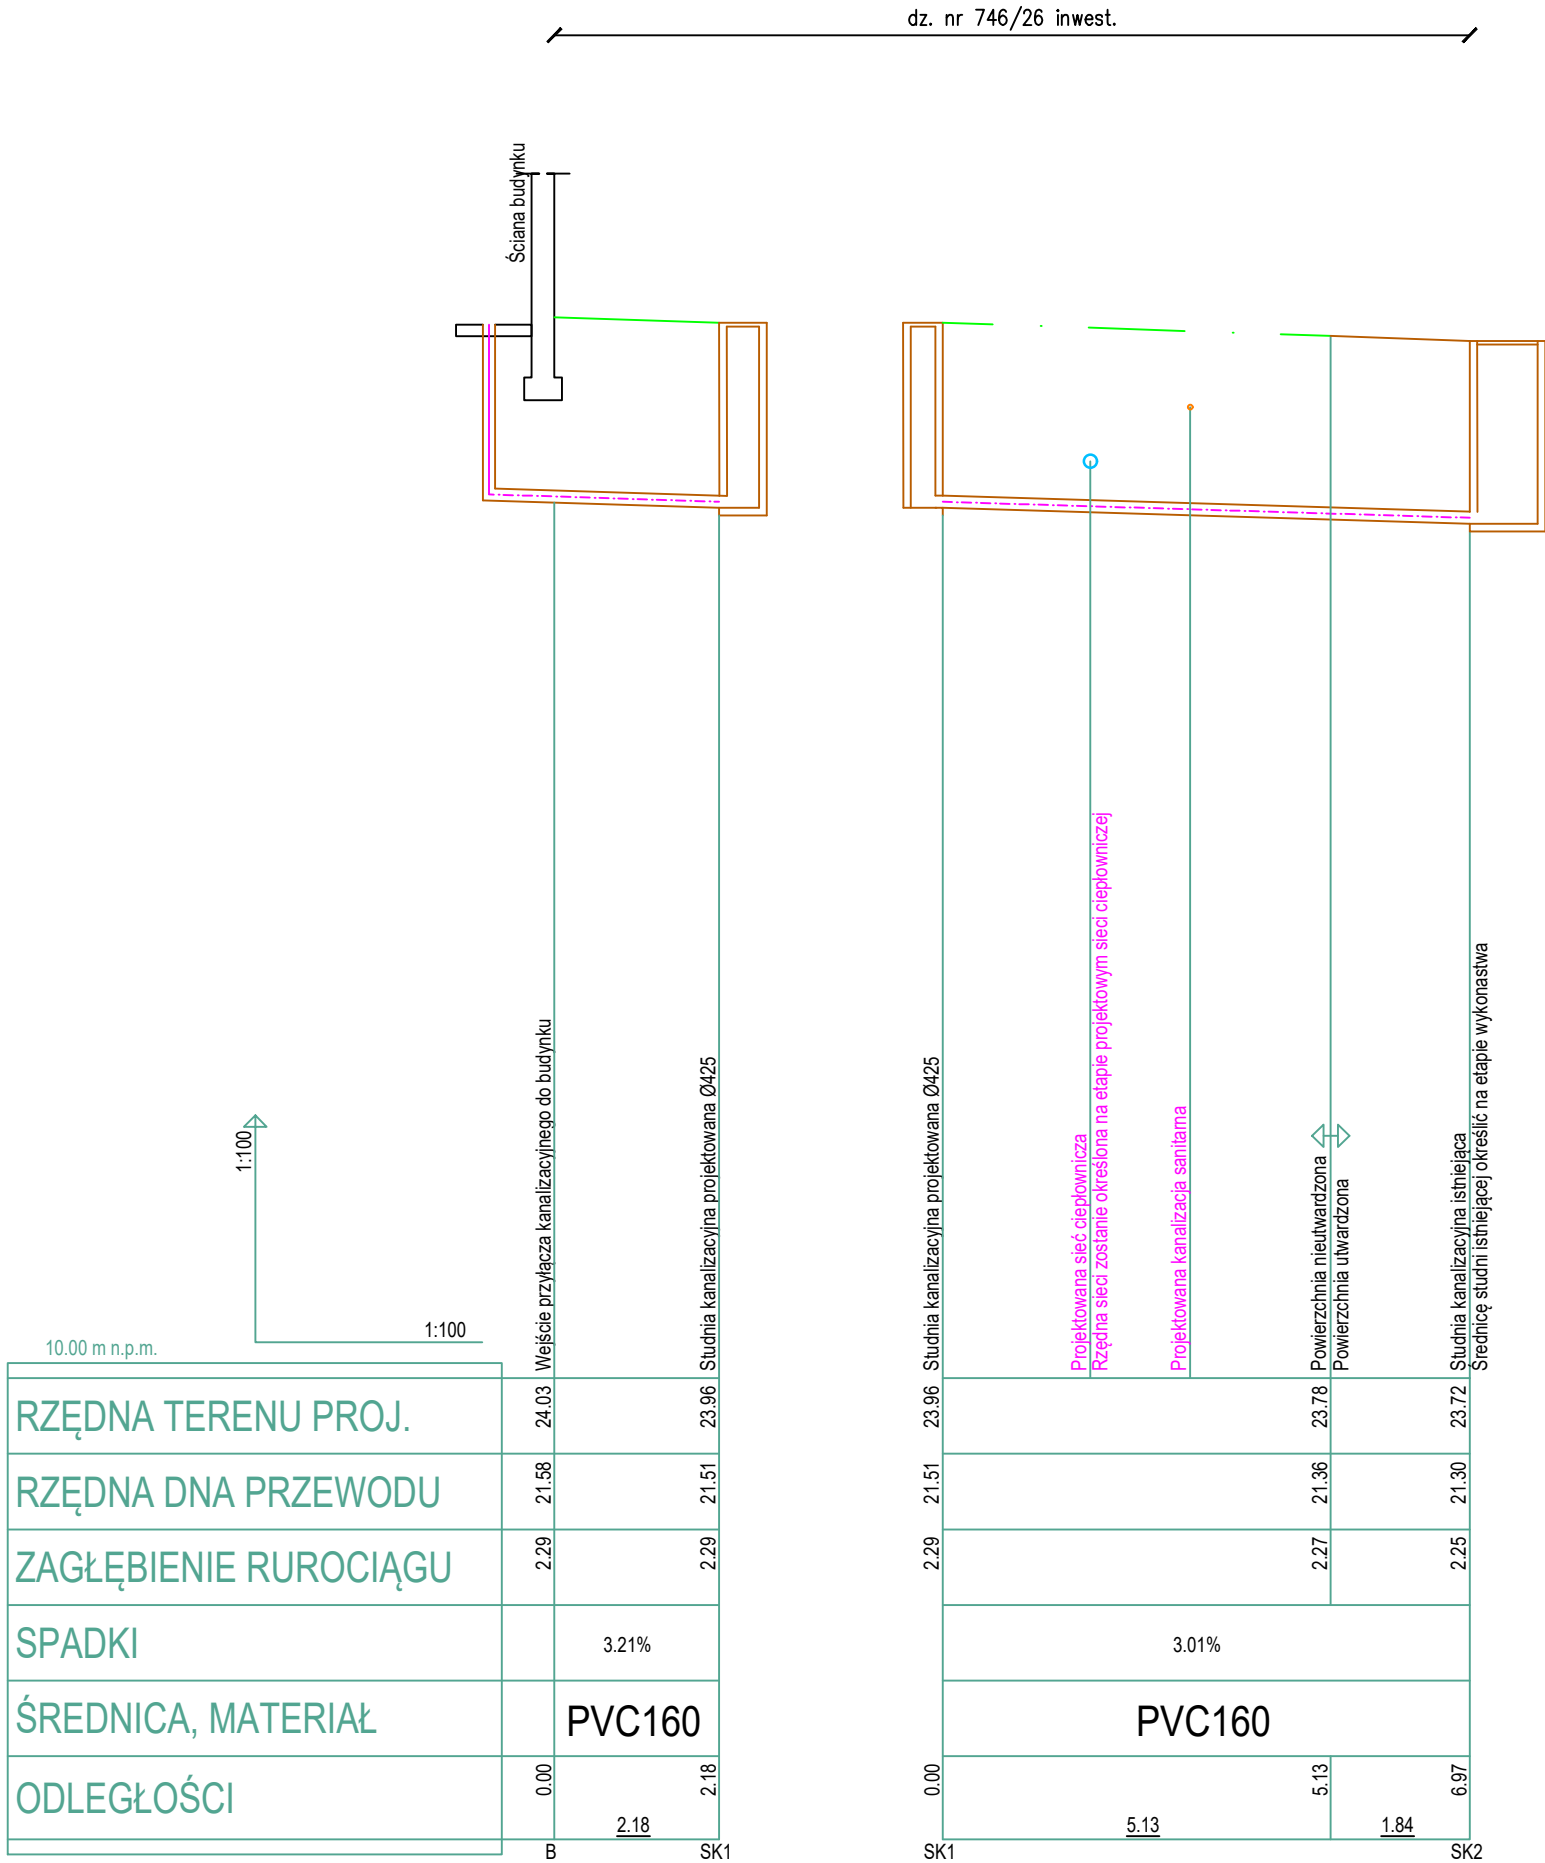 dz. nr 746/26 inwest.
Ściana budynku
Wejście przyłącza kanalizacyjnego do budynku
Studnia kanalizacyjna projektowana Ø425
Studnia kanalizacyjna projektowana Ø425
Projektowana sieć ciepłownicza
Rzędna sieci zostanie określona na etapie projektowym sieci ciepłowniczej
Projektowana kanalizacja sanitarna
Powierzchnia nieutwardzona
Powierzchnia utwardzona
Studnia kanalizacyjna istniejąca
Średnicę studni istniejącej określić na etapie wykonastwa
1:100
1:100
10.00 m n.p.m.
RZĘDNA TERENU PROJ.
24.03
23.96
23.96
23.78
23.72
RZĘDNA DNA PRZEWODU
21.58
21.51
21.51
21.36
21.30
ZAGŁĘBIENIE RUROCIĄGU
2.29
2.29
2.29
2.27
2.25
SPADKI
3.21%
3.01%
ŚREDNICA, MATERIAŁ
PVC160
PVC160
ODLEGŁOŚCI
0.00
2.18
0.00
5.13
6.97
2.18
5.13
1.84
B
SK1
SK1
SK2